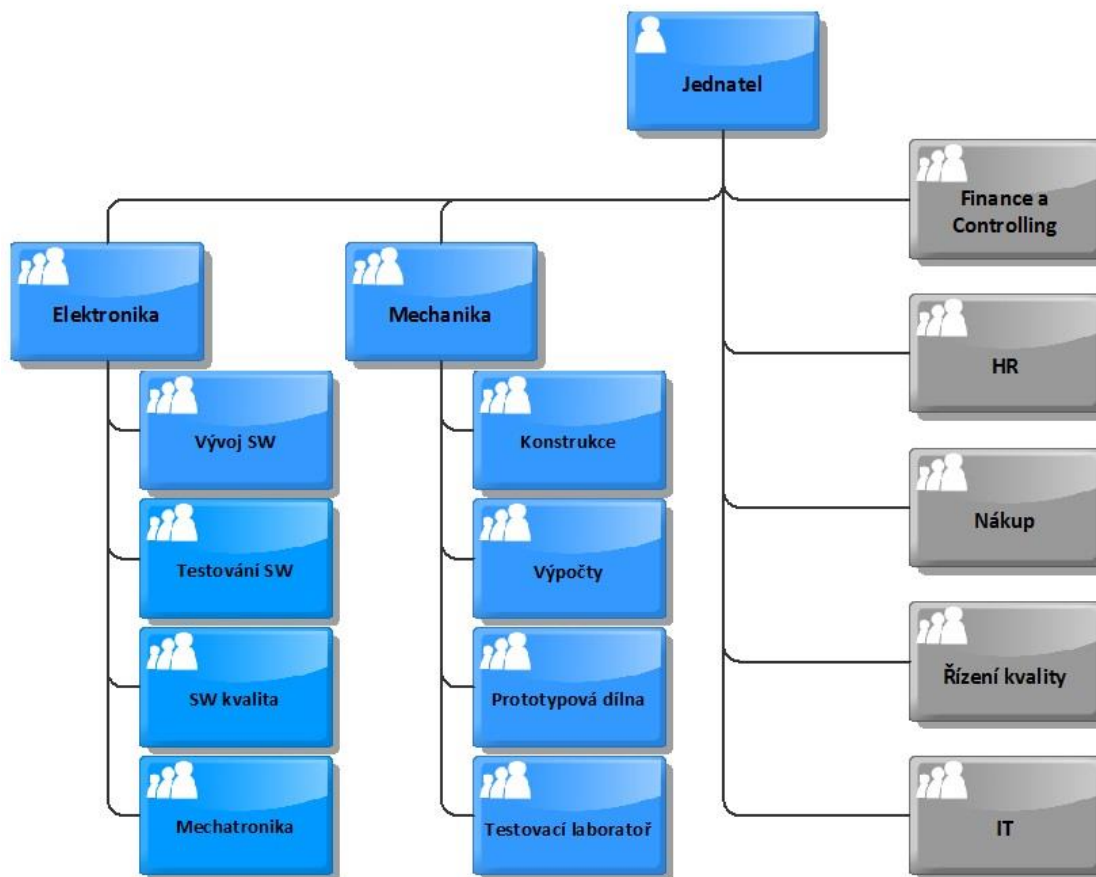 Jednatel
Finance a
Controlling
Elektronika
Mechanika
HR
Vývoj SW
Konstrukce
Nákup
Testování SW
Výpočty
Řízení kvality
SW kvalita
Prototypová dílna
IT
Mechatronika
Testovací laboratoř